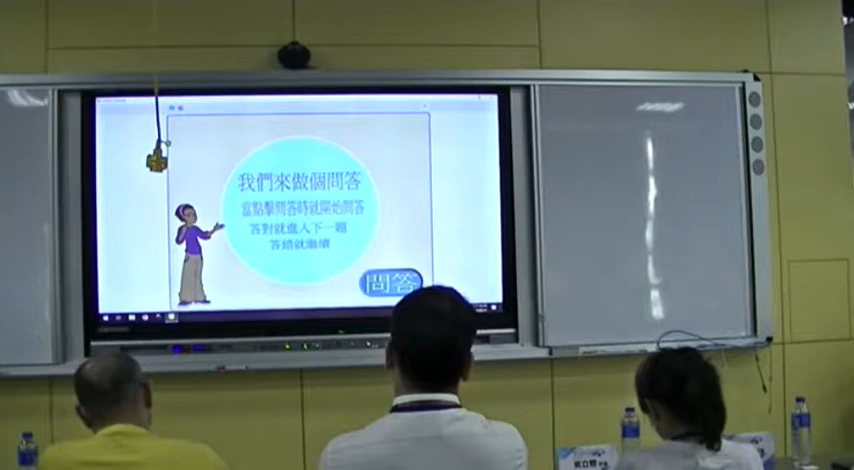 我們來做個問答
當點擊問答時就開始問答
答對就進入下一題
答錯就繼續
問答